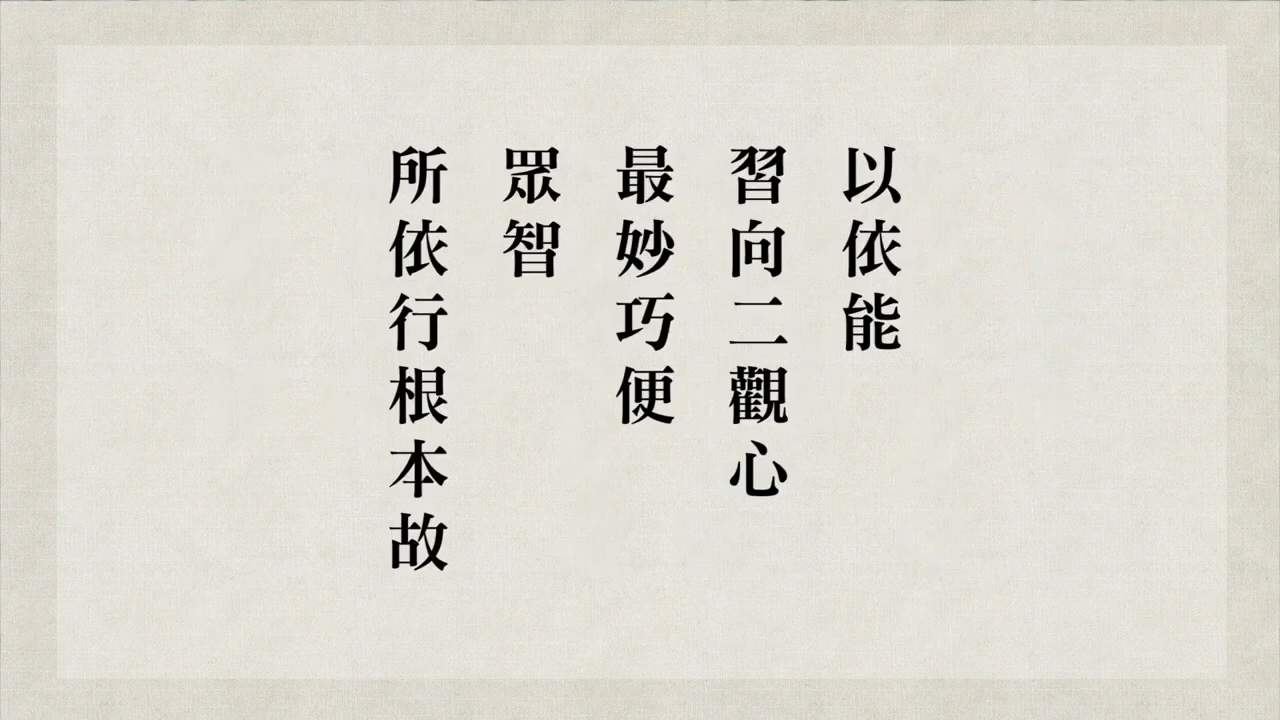 以依能
習向二觀心
最妙巧便
眾智
所依行根本故